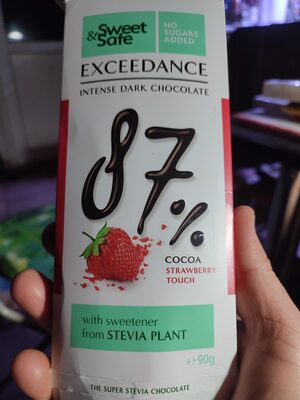 Sweet
&Safe
NO
SUGARS
ADDED
EXCEEDANCE
INTENSE DARK CHOCOLATE
87%
COCOA
STRAWBERRY
TOUCH
with sweetener
from STEVIA PLANT
℮90g
THE SUPER STEVIA CHOCOLATE